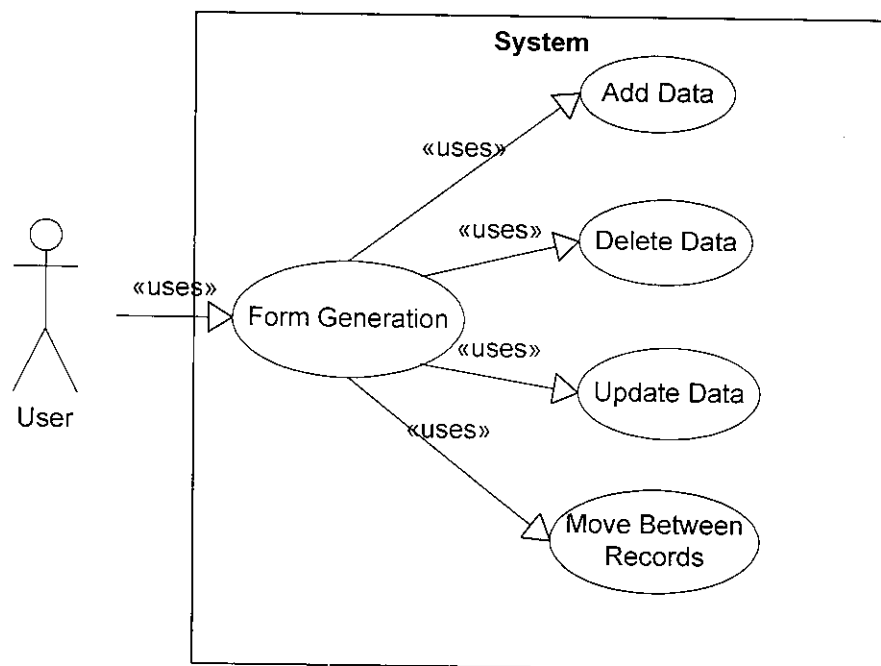 System
Add Data
«uses»
«uses»
Delete Data
«uses»
Form Generation
«uses»
Update Data
User
«uses»
Move Between
Records